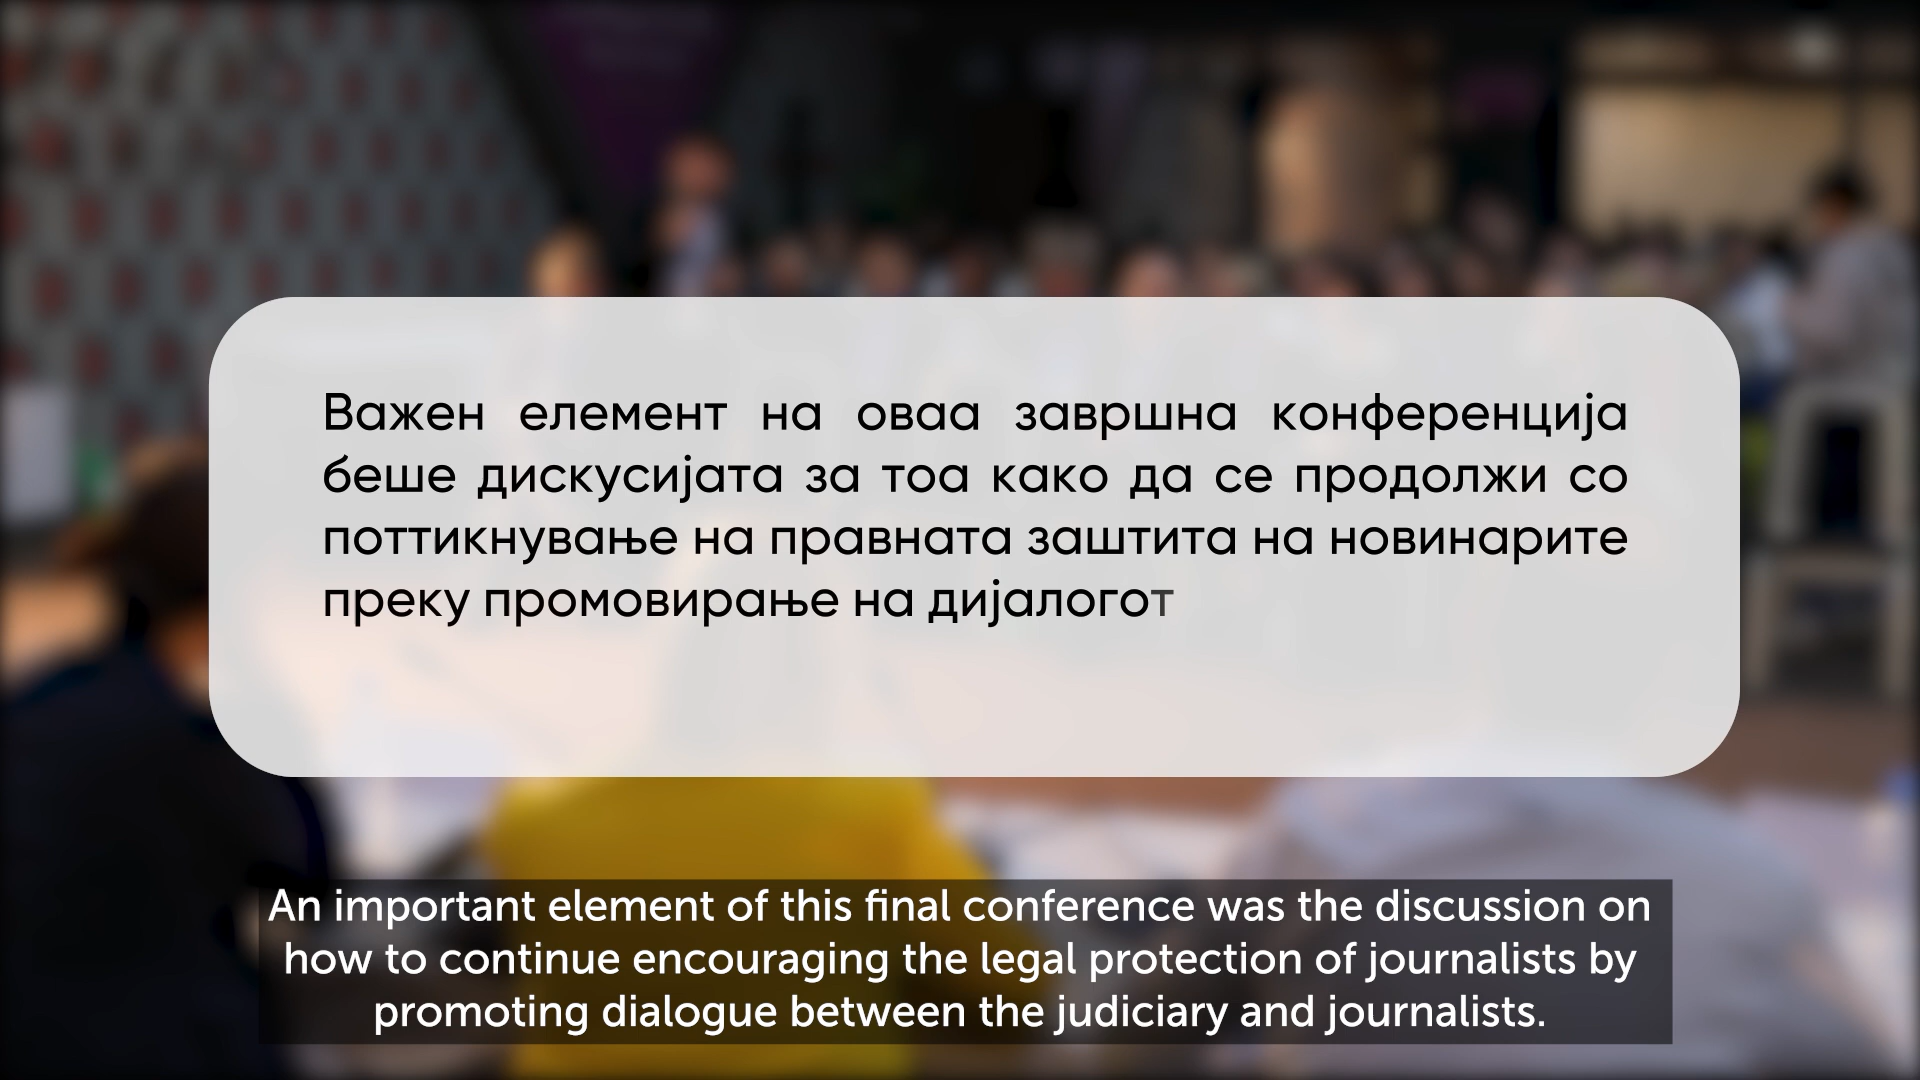 Важен елемент на оваа завршна конференција
беше дискусијата за тоа како да се продолжи со
поттикнување на правната заштита на новинарите
преку промовирање на дијалогот
An important element of this final conference was the discussion on
how to continue encouraging the legal protection of journalists by
promoting dialogue between the judiciary and journalists.